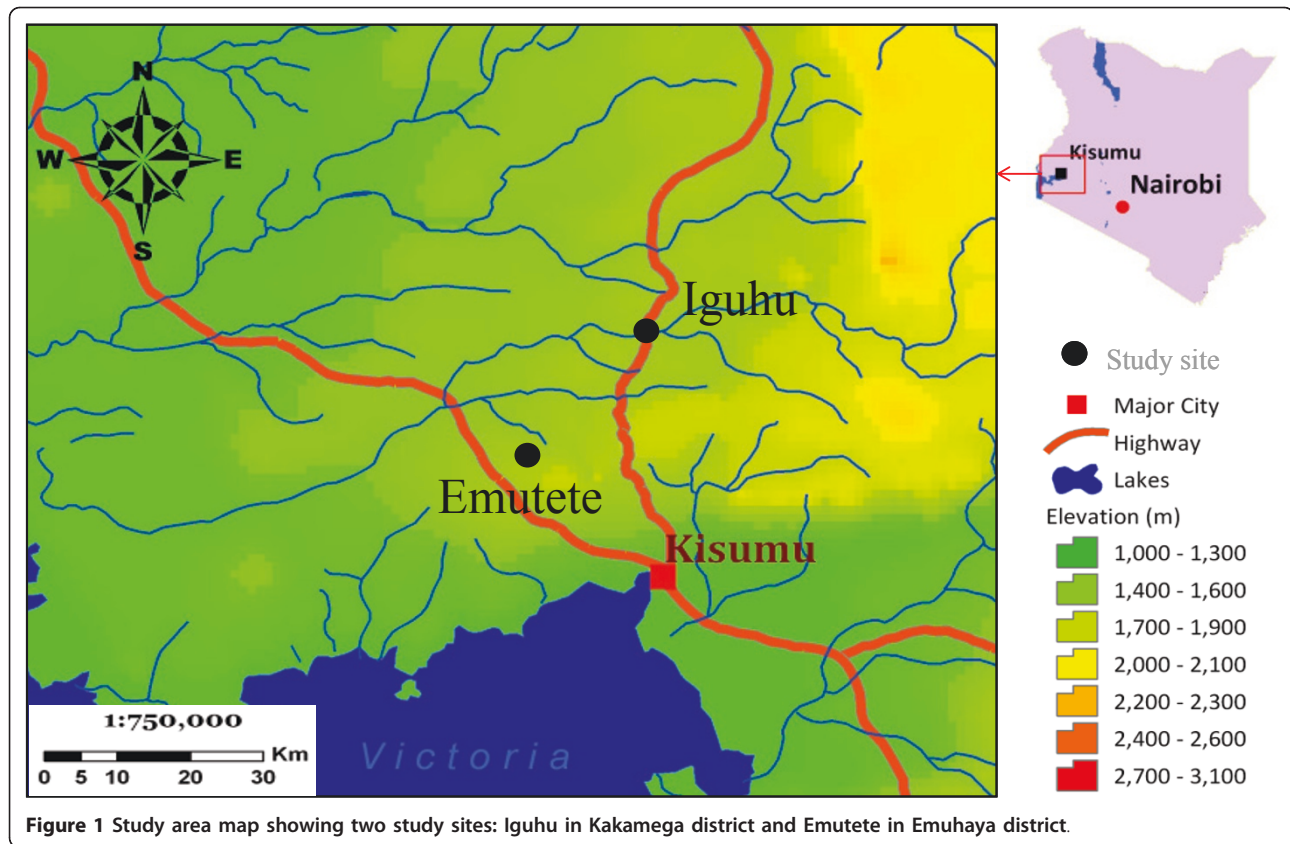 N
W
E
S
Iguhu
Emutete
Kisumu
Victoria
1:750,000
Km
0 5 10 20 30
Kisumu
Nairobi
Study site
Major City
Highway
Lakes
Elevation (m)
1,000 - 1,300
1,400 - 1,600
1,700 - 1,900
2,000 - 2,100
2,200 - 2,300
2,400 - 2,600
2,700 - 3,100
Figure 1 Study area map showing two study sites: Iguhu in Kakamega district and Emutete in Emuhaya district.